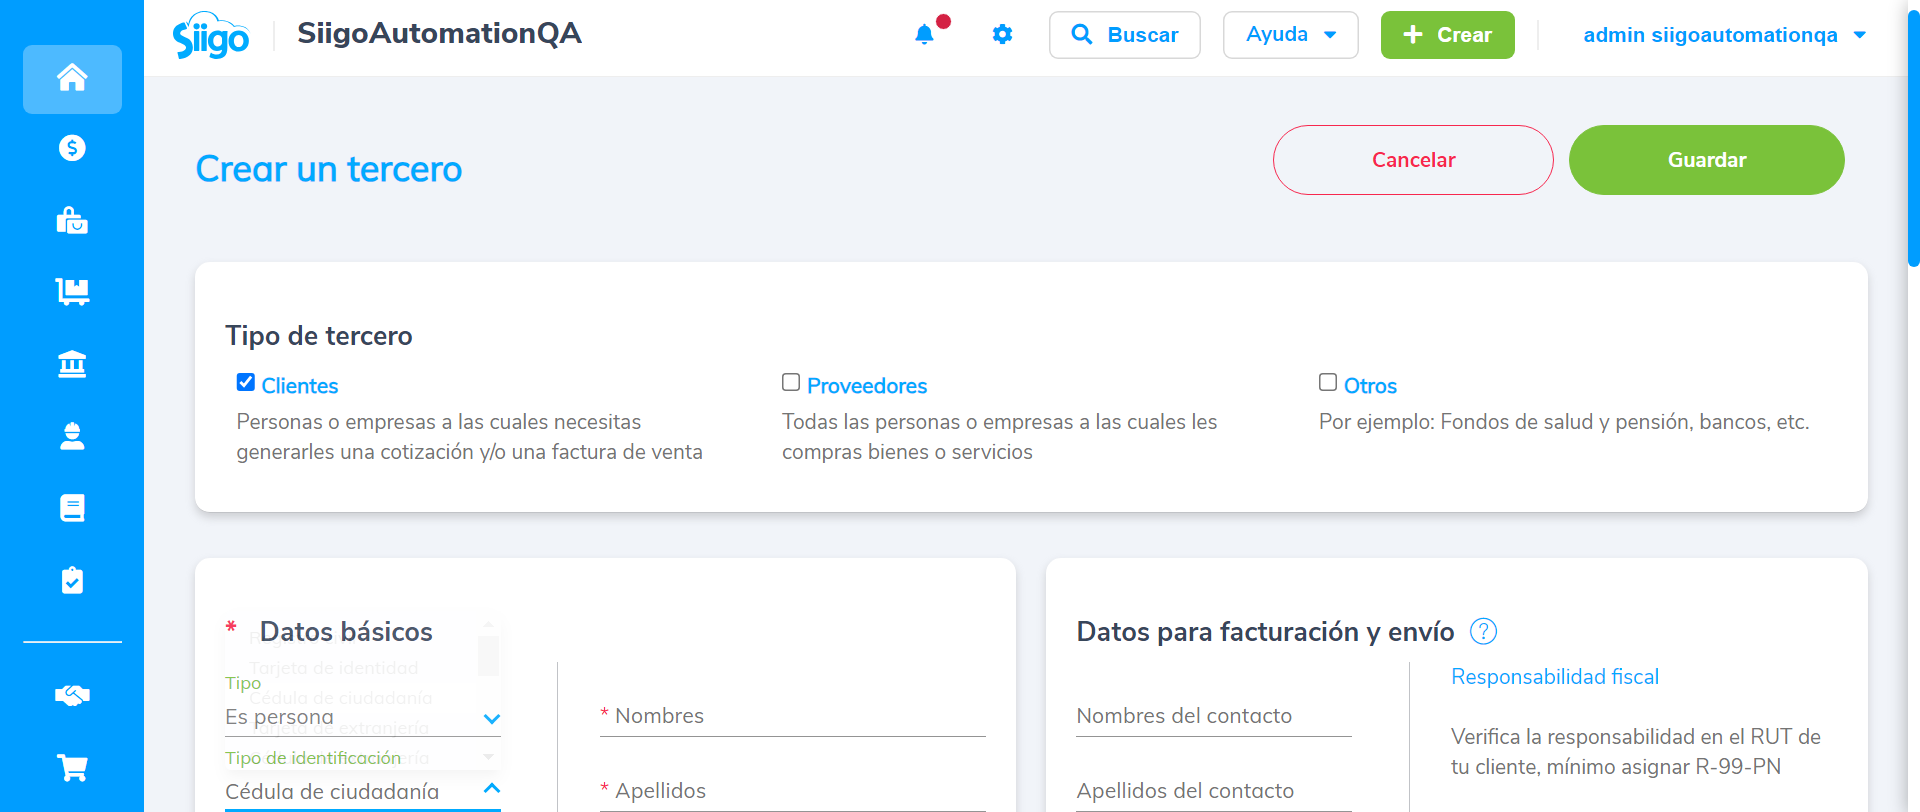 Siigo
SiigoAutomationQA
Buscar
Ayuda
Crear
admin siigoautomationqa
Crear un tercero
Cancelar
Guardar
Tipo de tercero
Clientes
Personas o empresas a las cuales necesitas
generarles una cotización y/o una factura de venta
Proveedores
Todas las personas o empresas a las cuales les
compras bienes o servicios
Otros
Por ejemplo: Fondos de salud y pensión, bancos, etc.
* Datos básicos
Tarjeta de identidad
Tipo
Cédula de ciudadanía
Es persona
Tarjeta de extranjería
Tipo de identificación
Cédula de ciudadanía
* Nombres
* Apellidos
Datos para facturación y envío ?
Nombres del contacto
Apellidos del contacto
Responsabilidad fiscal
Verifica la responsabilidad en el RUT de
tu cliente, mínimo asignar R-99-PN